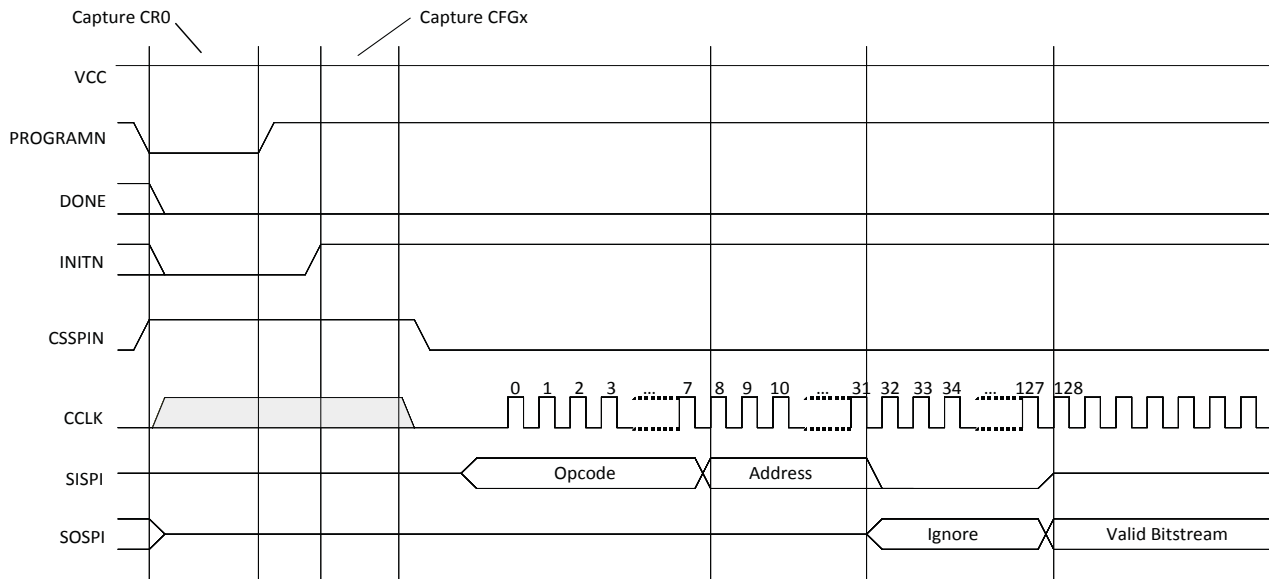 Capture CR0 Capture CFGx
VCC
PROGRAMN
DONE
INITN
CSSPIN
0 1 2 3 ... 7 8 9 10 ... 31 32 33 34 ... 127 128
CCLK
SISPI Opcode Address
SOSPI Ignore Valid Bitstream